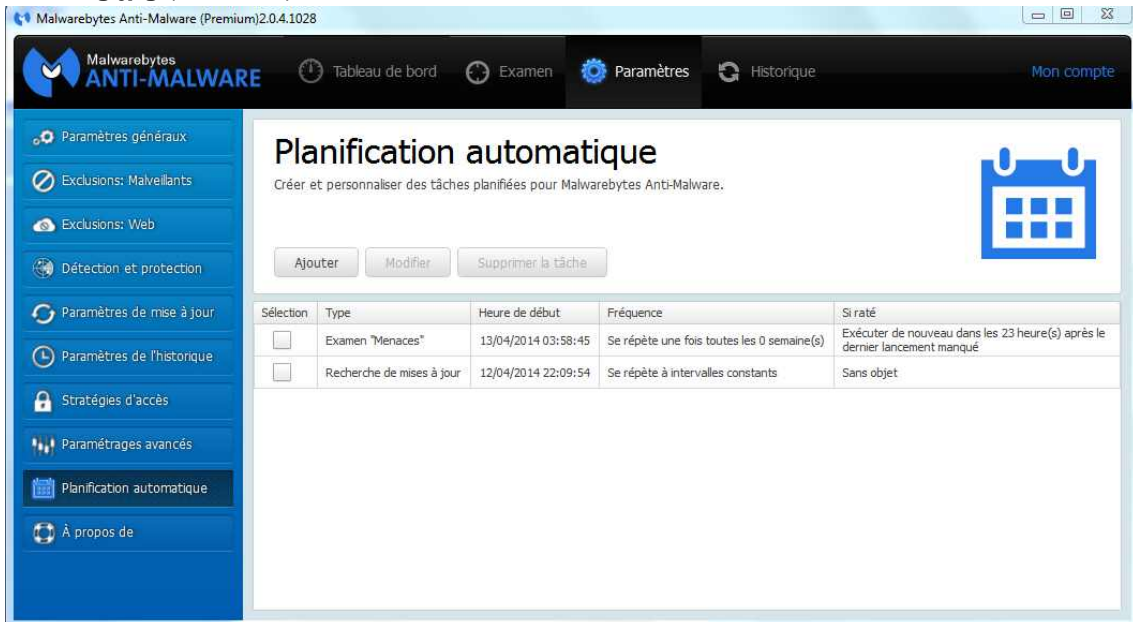 Malwarebytes Anti-Malware (Premium)2.0.4.1028
Malwarebytes
ANTI-MALWARE
Tableau de bord
Examen
Paramètres
Historique
Mon compte
Paramètres généraux
Exclusions: Malveillants
Exclusions: Web
Détection et protection
Paramètres de mise à jour
Paramètres de l'historique
Stratégies d'accès
Paramétrages avancés
Planification automatique
À propos de
Planification automatique
Créer et personnaliser des tâches planifiées pour Malwarebytes Anti-Malware.
Ajouter
Modifier
Supprimer la tâche
Sélection Type Heure de début Fréquence Si raté
Examen "Menaces" 13/04/2014 03:58:45 Se répète une fois toutes les 0 semaine(s) Exécuter de nouveau dans les 23 heure(s) après le
dernier lancement manqué
Recherche de mises à jour 12/04/2014 22:09:54 Se répète à intervalles constants Sans objet